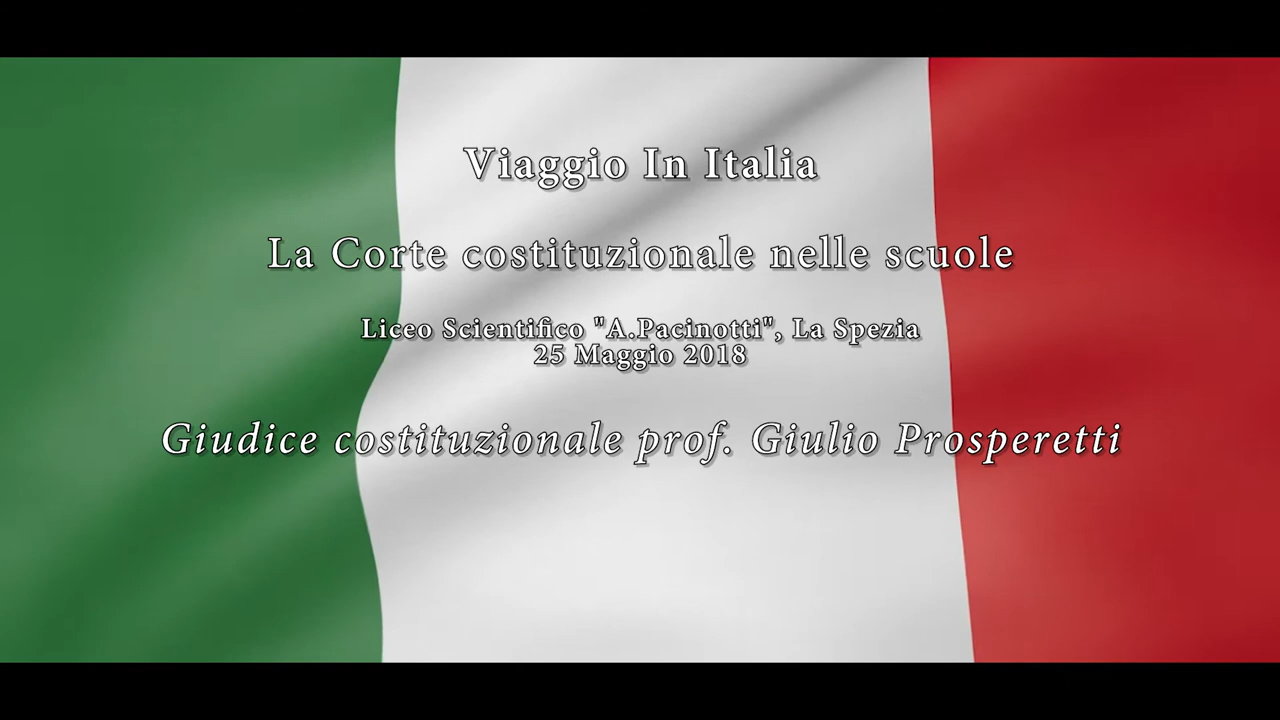 Viaggio In Italia
La Corte costituzionale nelle scuole
Liceo Scientifico "A.Pacinotti", La Spezia
25 Maggio 2018
Giudice costituzionale prof. Giulio Prosperetti